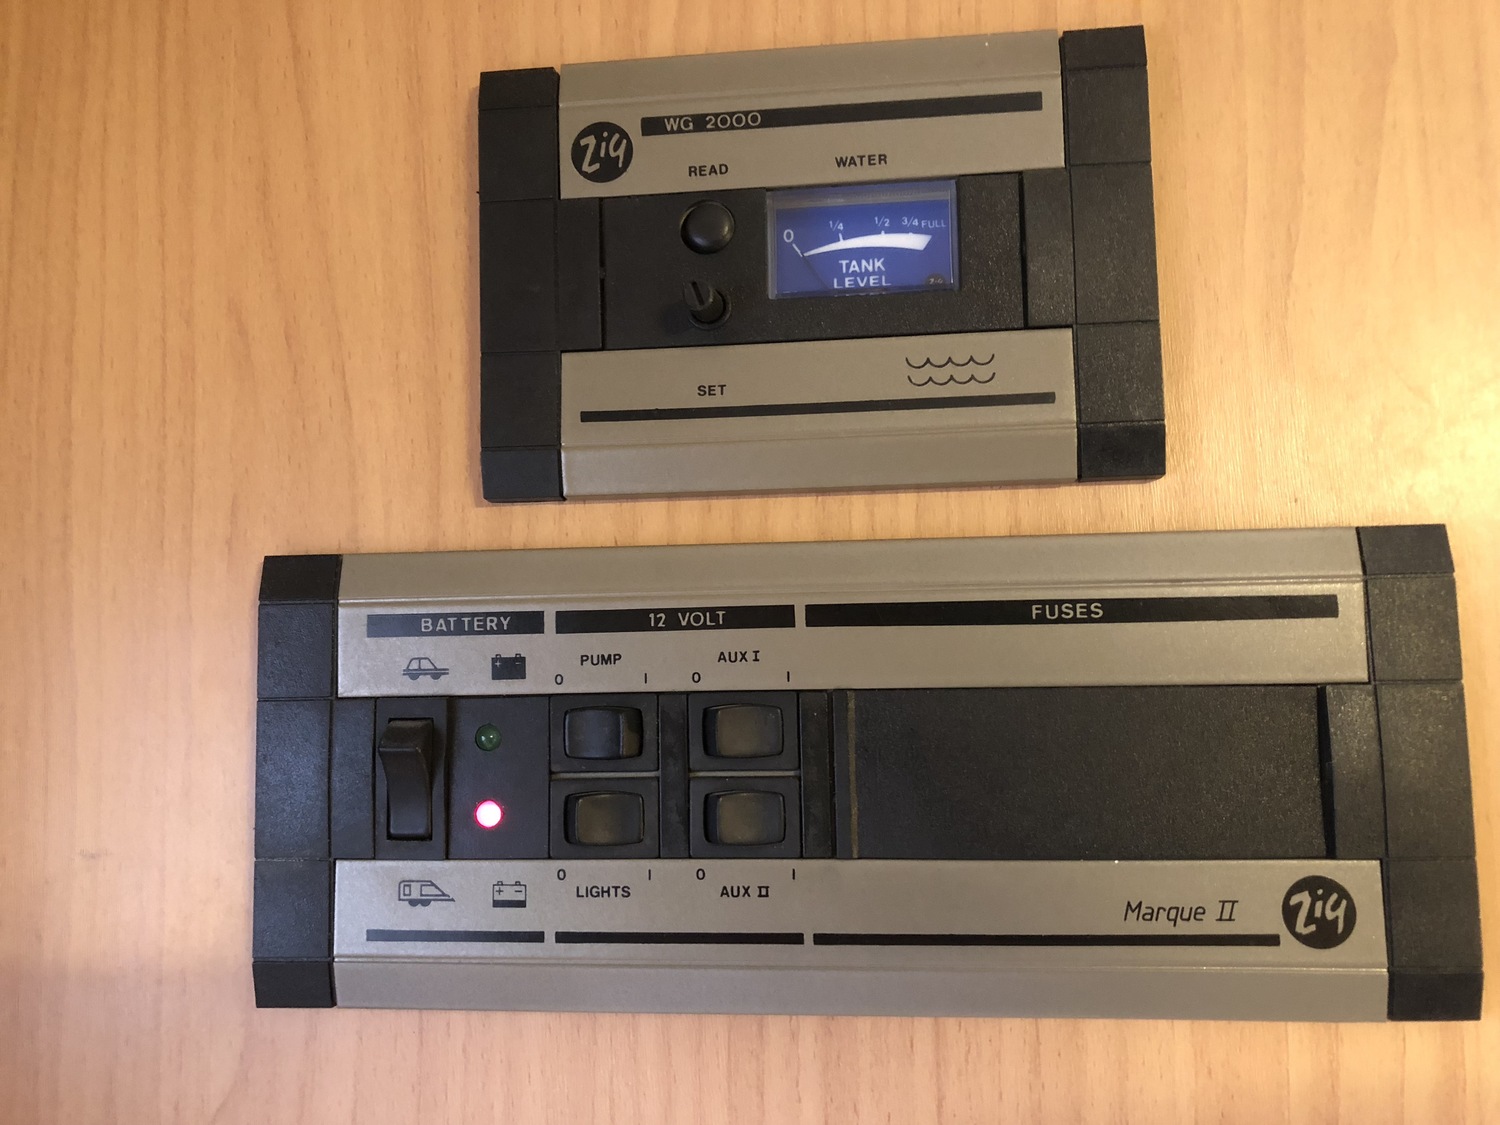 WG 2000
Zig
READ
WATER
0 1/4 1/2 3/4 FULL
TANK
LEVEL
Zig
SET
BATTERY
12 VOLT
FUSES
PUMP
AUX I
0 I
0 I
0 I
0 I
LIGHTS
AUX II
Marque II
Zig